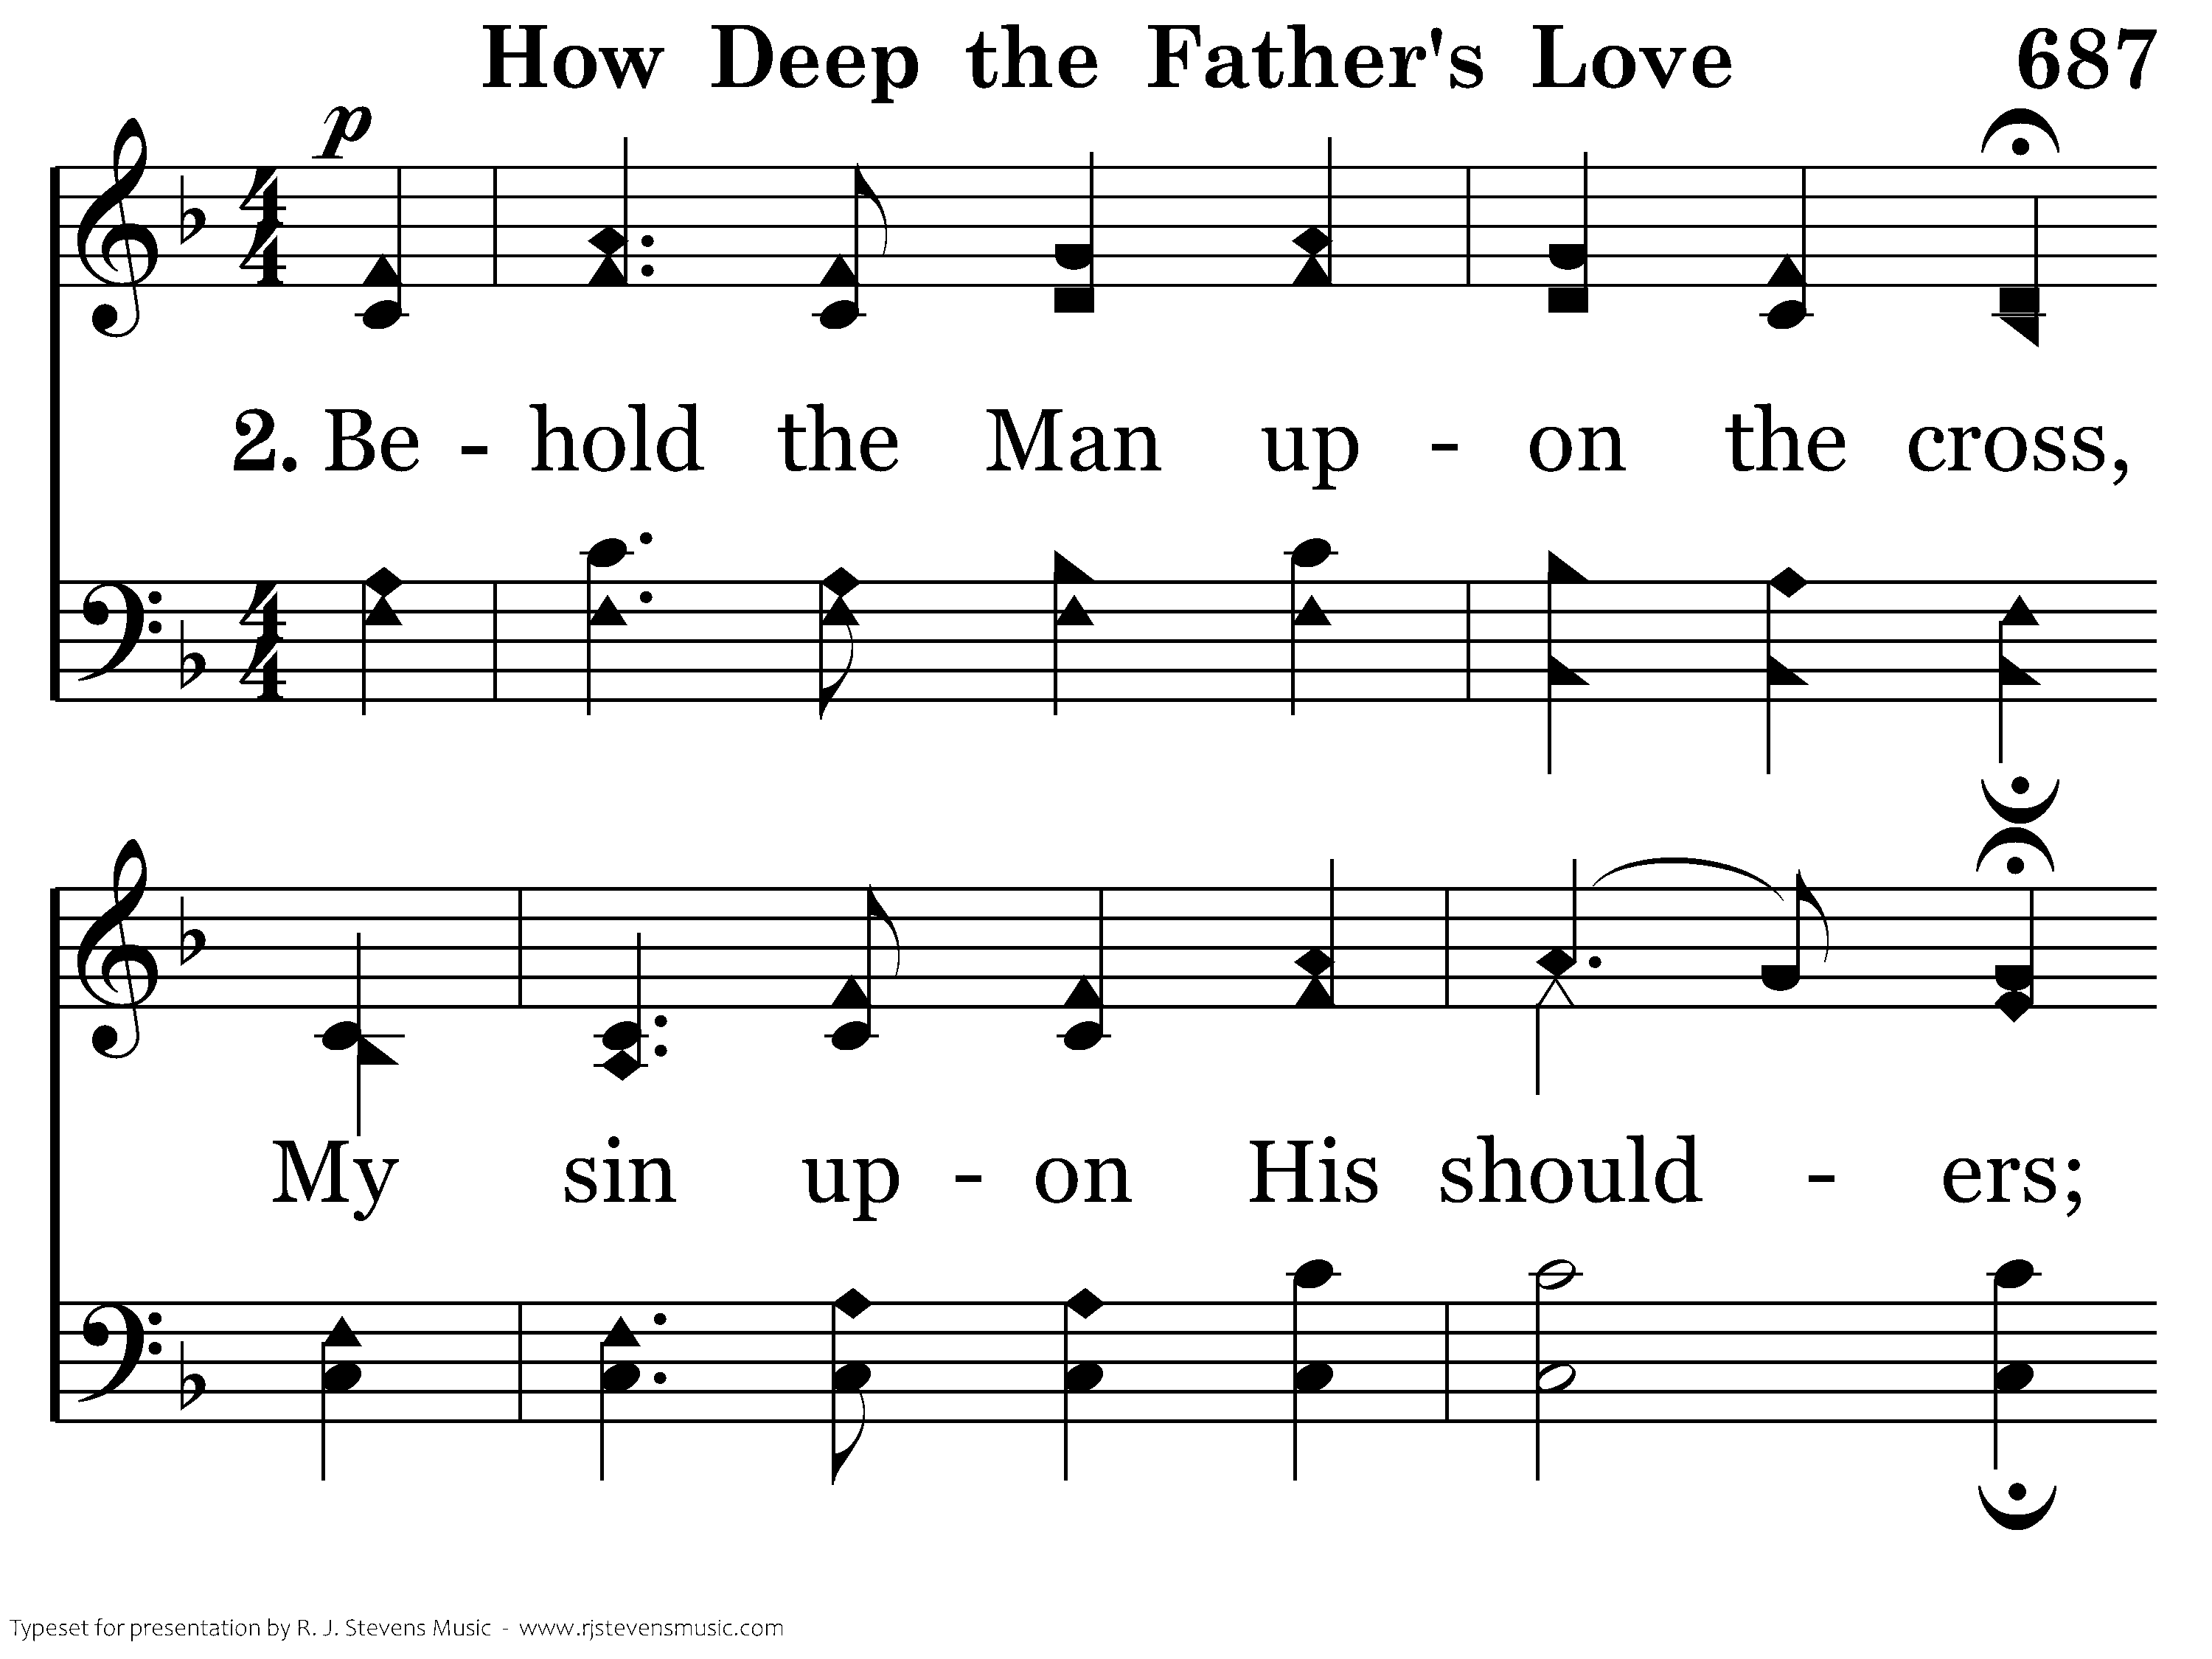 How Deep the Father's Love 687
p
2. Be - hold the Man up - on the cross,
My sin up - on His should - ers;
Typeset for presentation by R. J. Stevens Music - www.rjstevensmusic.com